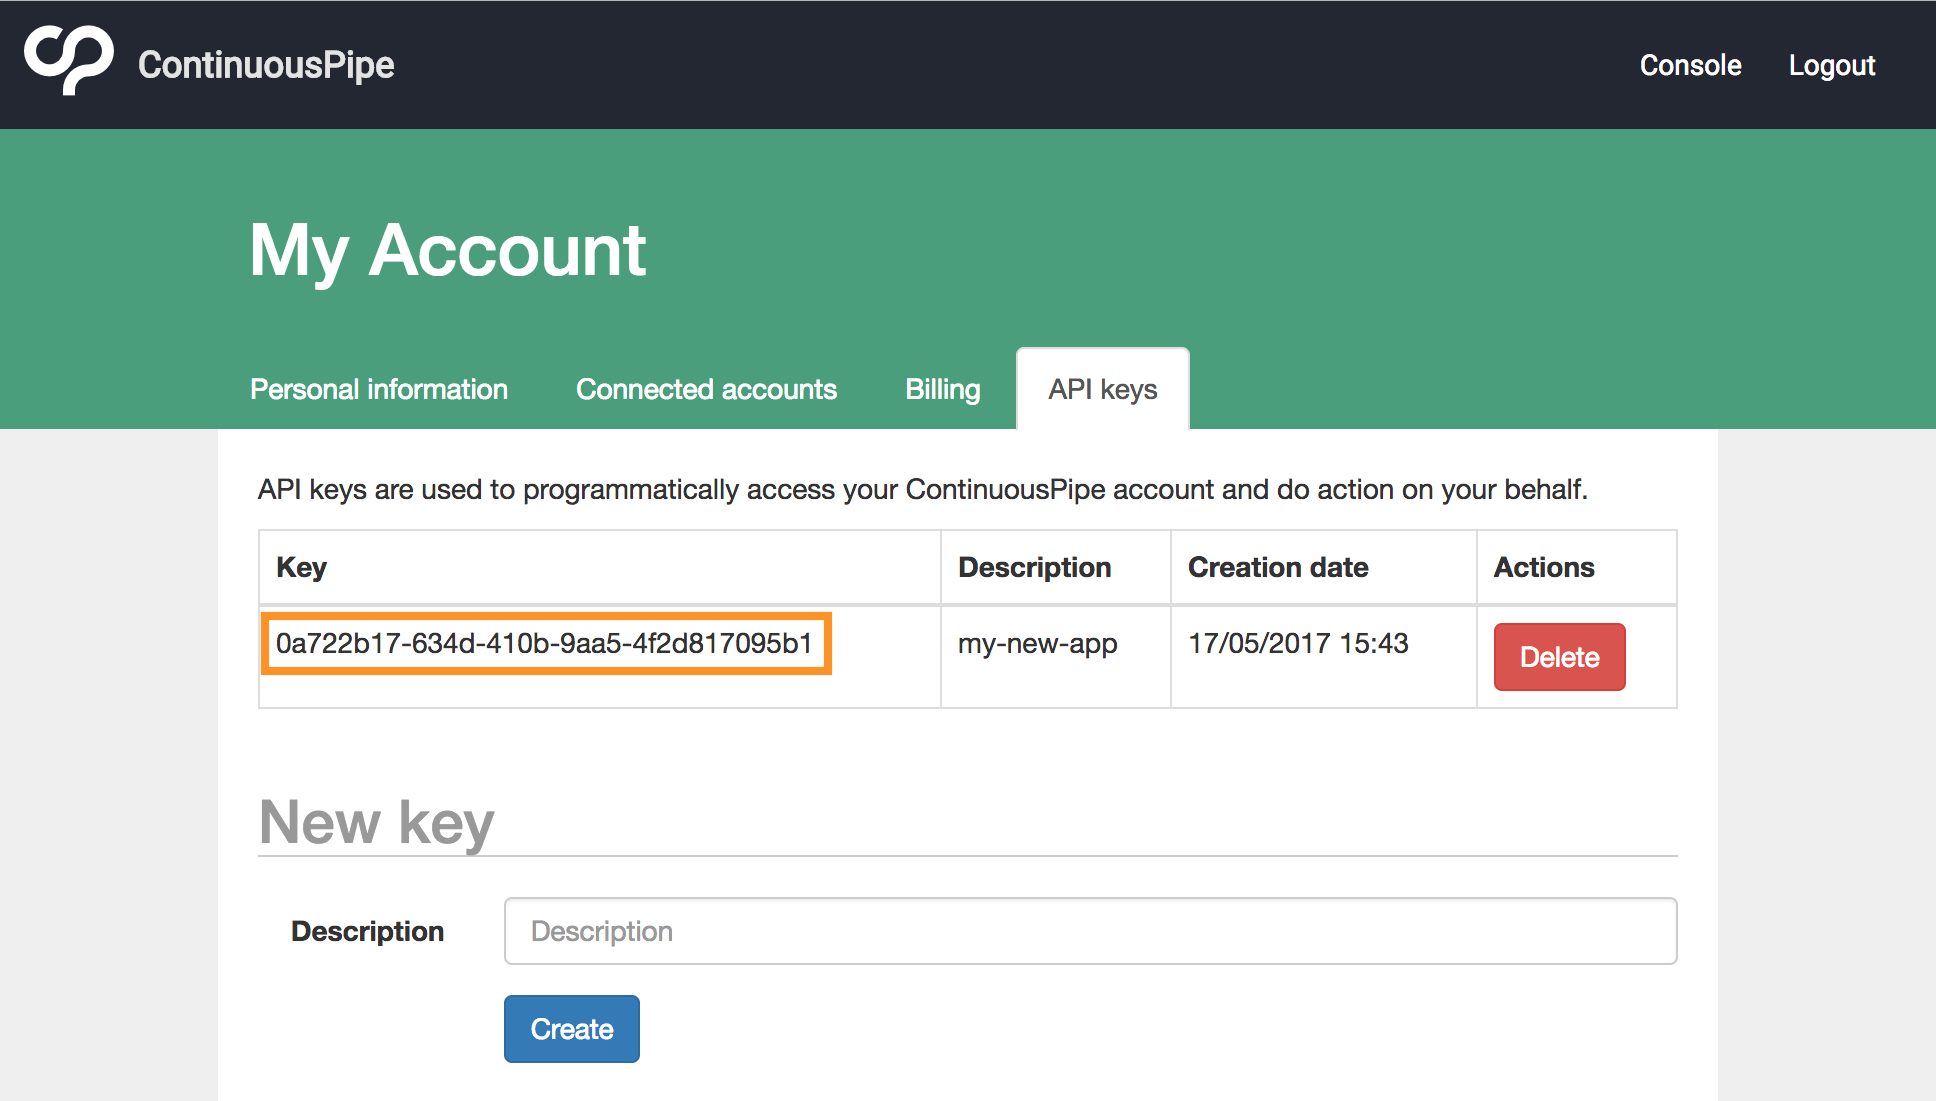 ContinuousPipe
Console Logout
My Account
Personal information Connected accounts Billing API keys
API keys are used to programmatically access your ContinuousPipe account and do action on your behalf.
Key Description Creation date Actions
0a722b17-634d-410b-9aa5-4f2d817095b1 my-new-app 17/05/2017 15:43 Delete
New key
Description Description
Create